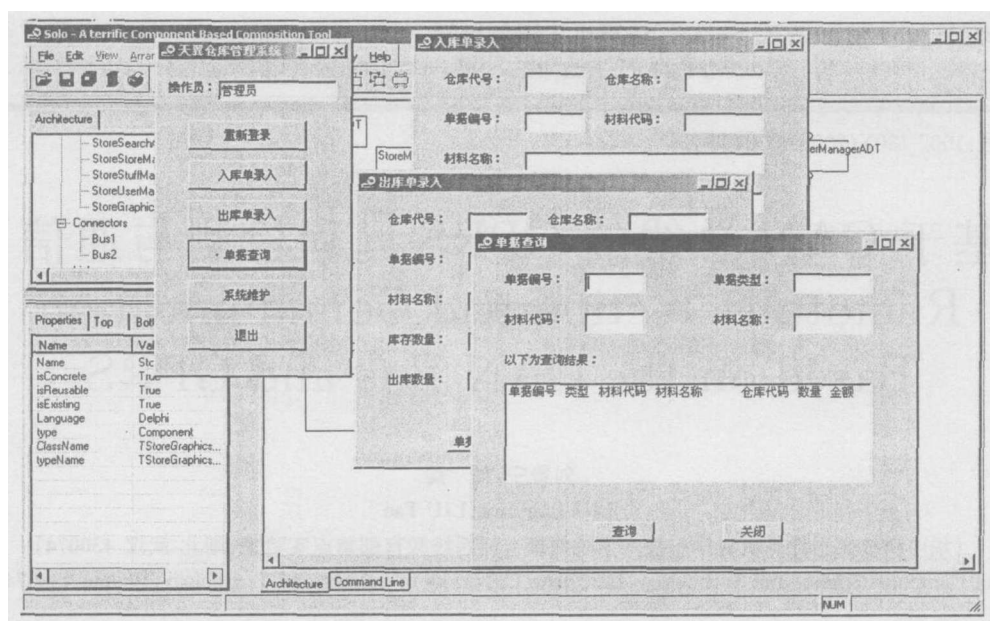 Solo - A terrific Component Based Composition Tool
File Edit View Arrar
Help
Architecture
StoreSearch
StoreStoreMa
StoreStuffMa
StoreUserMa
StoreGraphic
Connectors
Bus1
Bus2
Properties Top Bott
Name Val
Name Stc
isConcrete True
isReusable True
isExisting True
Language Delphi
type Component
ClassName TStoreGraphics...
typeName TStoreGraphics...
天翼仓库管理系统
操作员：管理员
重新登录
入库单录入
出库单录入
单据查询
系统维护
退出
StoreM
erManagerADT
入库单录入
仓库代号： 仓库名称：
单据编号： 材料代码：
材料名称：
出库单录入
仓库代号： 仓库名称：
单据编号：
材料名称：
库存数量：
出库数量：
单据查询
单据编号： 单据类型：
材料代码： 材料名称：
以下为查询结果：
单据编号 类型 材料代码 材料名称 仓库代码 数量 金额
查询 关闭
Architecture Command Line
NUM